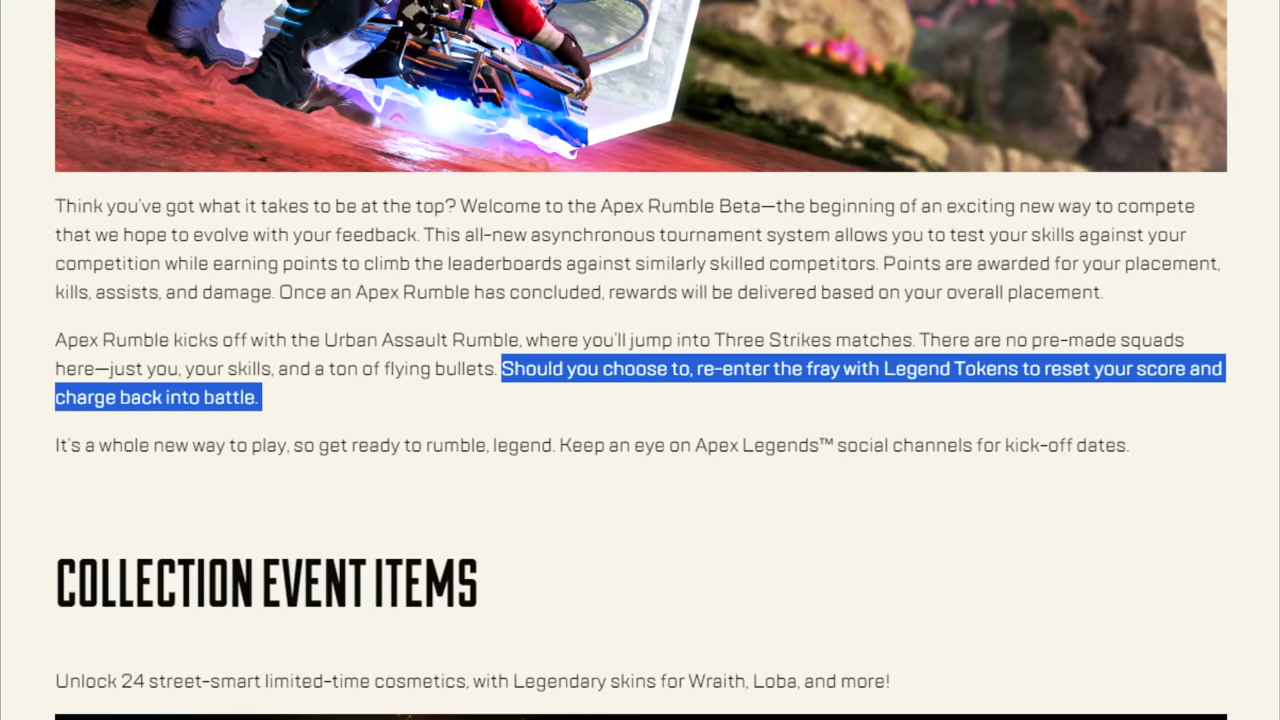 Think you've got what it takes to be at the top? Welcome to the Apex Rumble Beta—the beginning of an exciting new way to compete
that we hope to evolve with your feedback. This all-new asynchronous tournament system allows you to test your skills against your
competition while earning points to climb the leaderboards against similarly skilled competitors. Points are awarded for your placement,
kills, assists, and damage. Once an Apex Rumble has concluded, rewards will be delivered based on your overall placement.
Apex Rumble kicks off with the Urban Assault Rumble, where you'll jump into Three Strikes matches. There are no pre-made squads
here—just you, your skills, and a ton of flying bullets. Should you choose to, re-enter the fray with Legend Tokens to reset your score and
charge back into battle.
It's a whole new way to play, so get ready to rumble, legend. Keep an eye on Apex Legends™ social channels for kick-off dates.
COLLECTION EVENT ITEMS
Unlock 24 street-smart limited-time cosmetics, with Legendary skins for Wraith, Loba, and more!